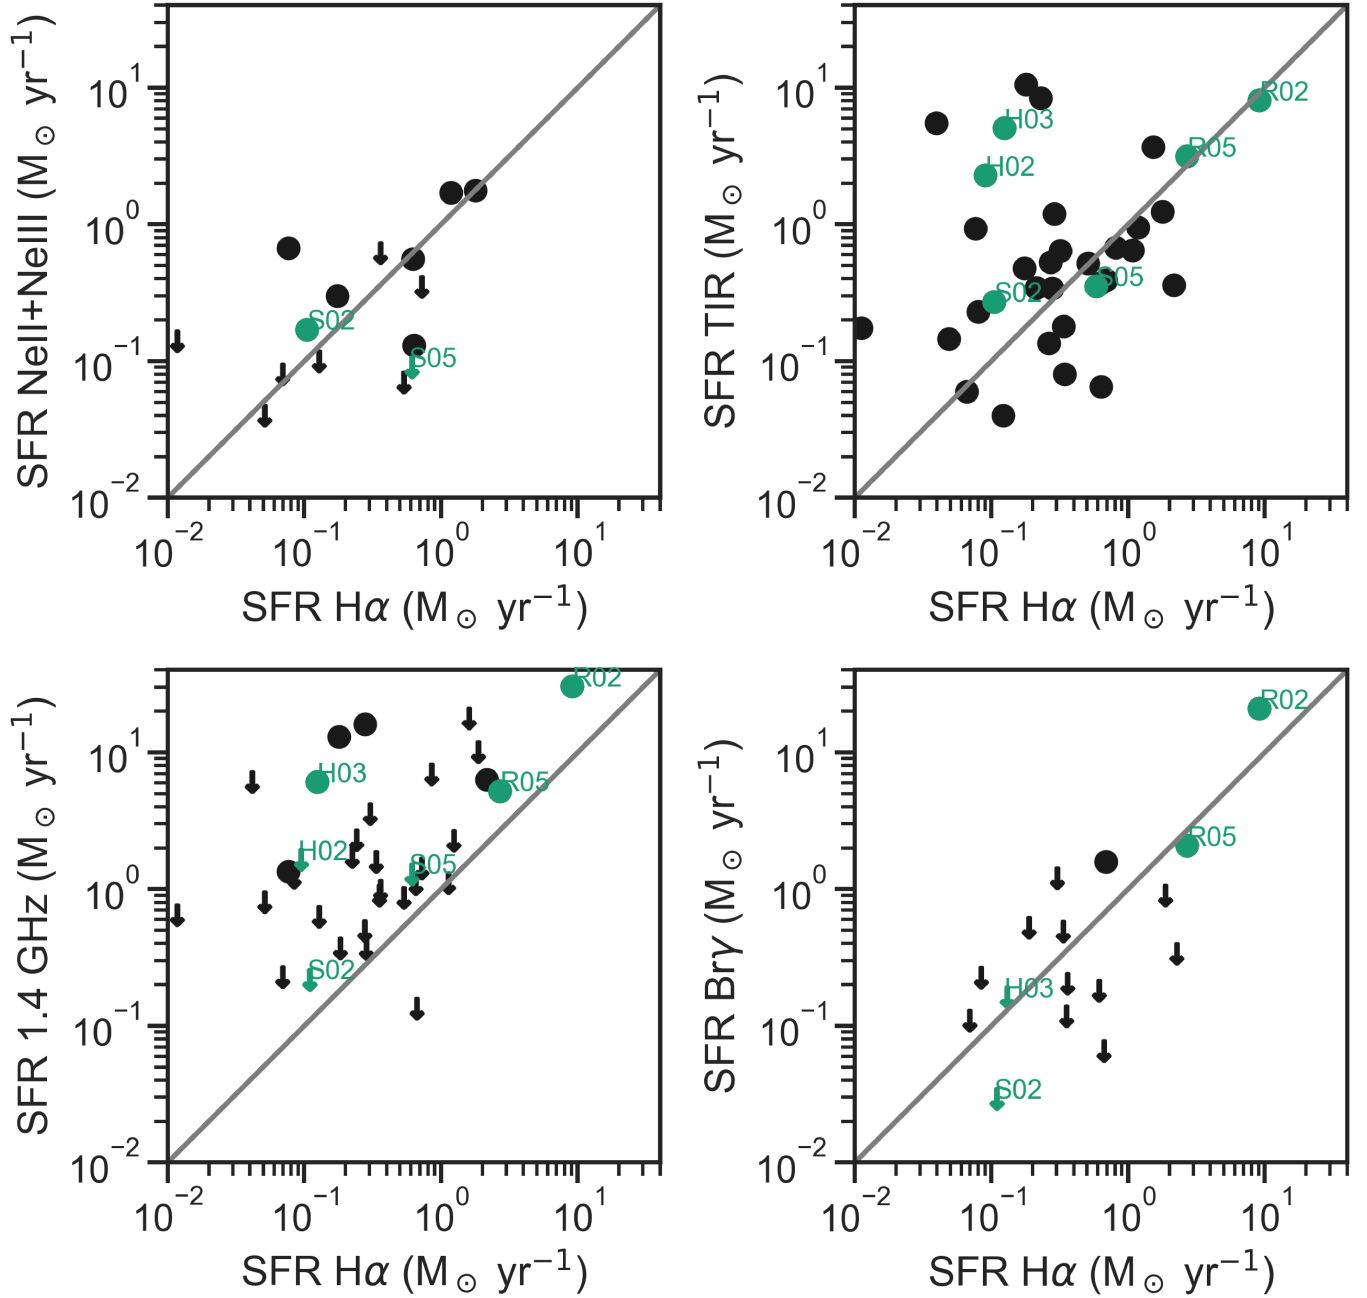 SFR NeII+NeIII (M⊙ yr⁻¹)
10¹
10⁰
10⁻¹
10⁻²
S02
S05
10⁻² 10⁻¹ 10⁰ 10¹
SFR Hα (M⊙ yr⁻¹)
SFR TIR (M⊙ yr⁻¹)
10¹
10⁰
10⁻¹
10⁻²
R02
H03
R05
H02
S05
S02
10⁻² 10⁻¹ 10⁰ 10¹
SFR Hα (M⊙ yr⁻¹)
SFR 1.4 GHz (M⊙ yr⁻¹)
10¹
10⁰
10⁻¹
10⁻²
R02
H03
R05
H02
S05
S02
10⁻² 10⁻¹ 10⁰ 10¹
SFR Hα (M⊙ yr⁻¹)
SFR Brγ (M⊙ yr⁻¹)
10¹
10⁰
10⁻¹
10⁻²
R02
R05
H03
S02
10⁻² 10⁻¹ 10⁰ 10¹
SFR Hα (M⊙ yr⁻¹)